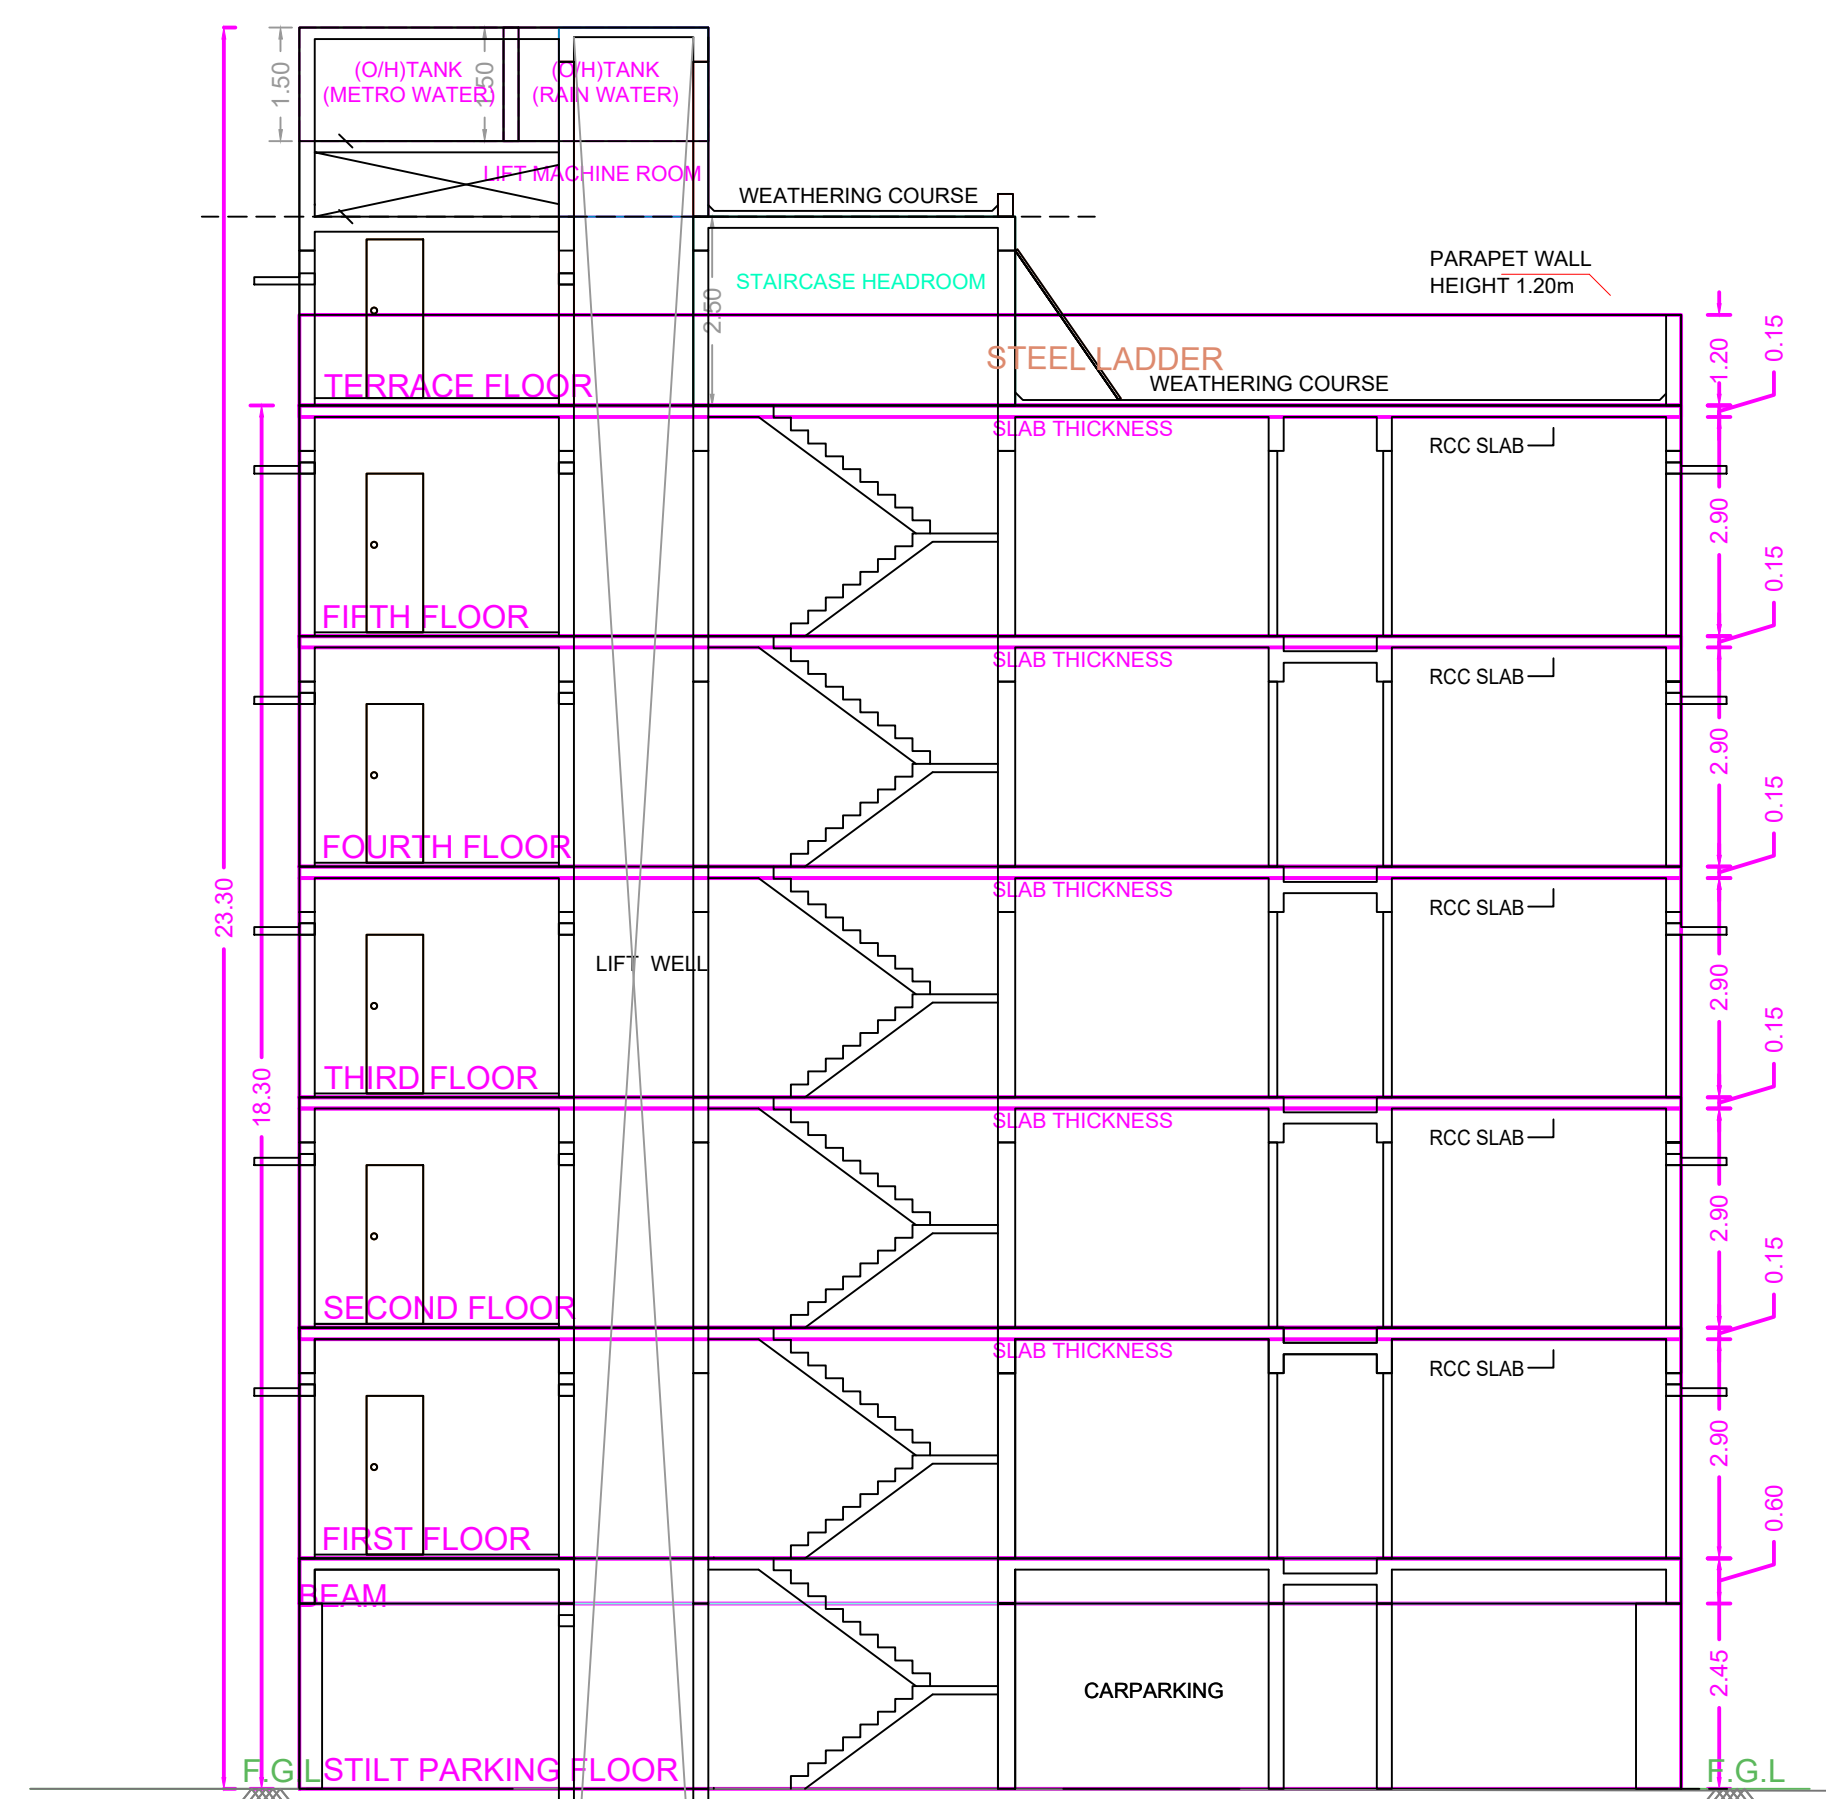 (O/H)TANK
(METRO WATER)
(O/H)TANK
(RAIN WATER)
1.50
1.50
LIFT MACHINE ROOM
WEATHERING COURSE
PARAPET WALL
HEIGHT 1.20m
STAIRCASE HEADROOM
2.50
STEEL LADDER
WEATHERING COURSE
TERRACE FLOOR
1.20
0.15
SLAB THICKNESS
RCC SLAB
2.90
FIFTH FLOOR
0.15
SLAB THICKNESS
RCC SLAB
2.90
FOURTH FLOOR
0.15
SLAB THICKNESS
RCC SLAB
23.30
LIFT WELL
2.90
THIRD FLOOR
0.15
18.30
SLAB THICKNESS
RCC SLAB
2.90
SECOND FLOOR
0.15
SLAB THICKNESS
RCC SLAB
2.90
FIRST FLOOR
0.60
BEAM
2.45
CARPARKING
F.G.L
STILT PARKING FLOOR
F.G.L